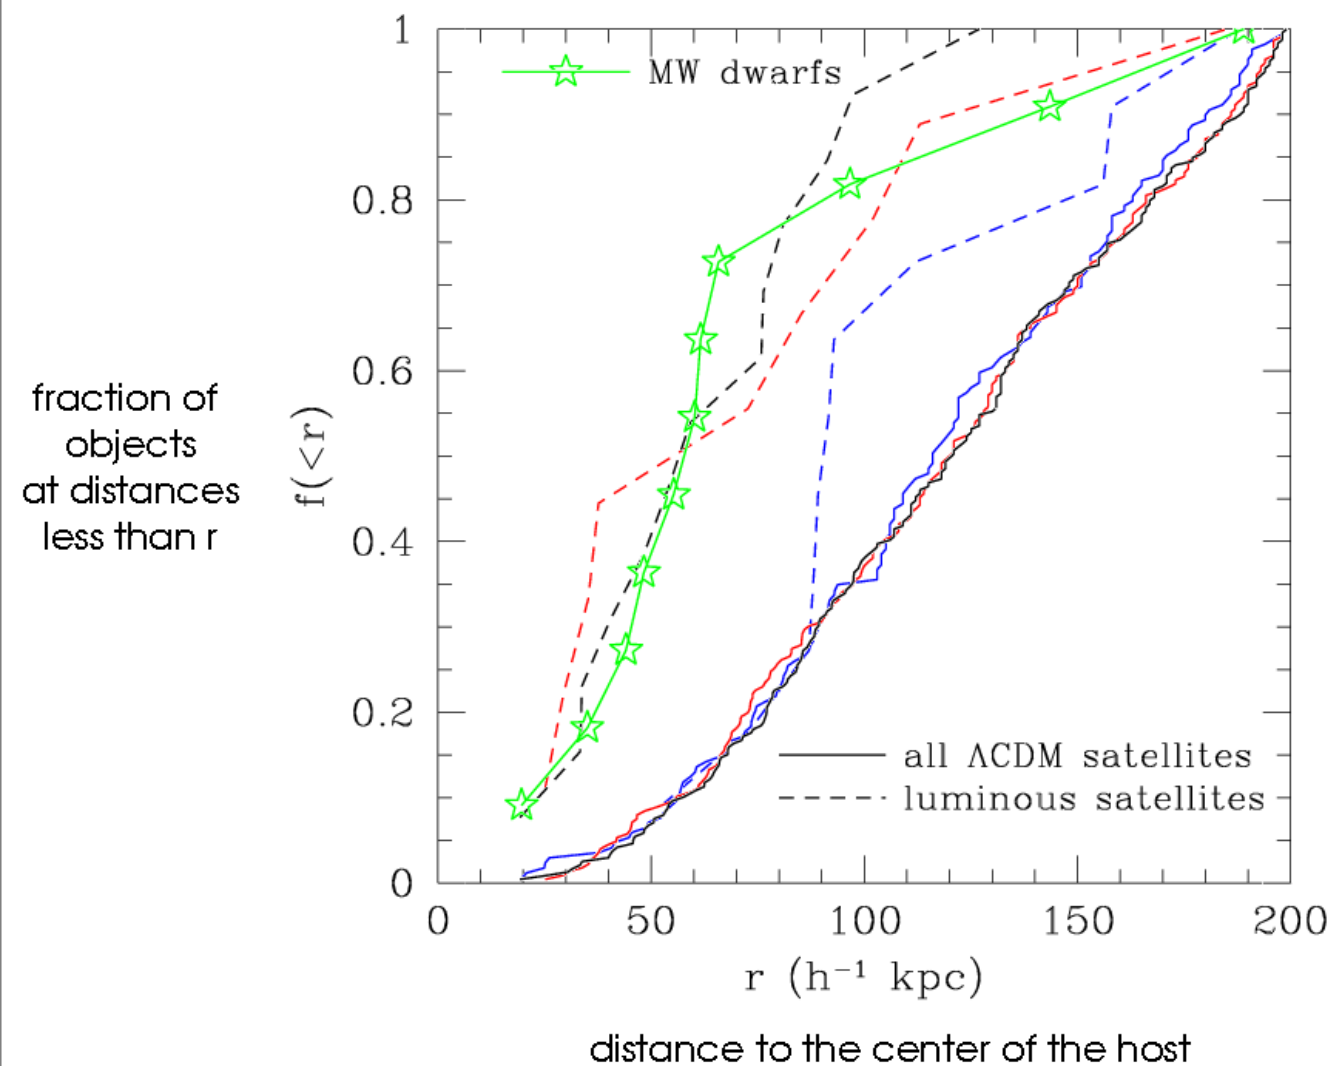 1
MW dwarfs
0.8
0.6
fraction of
objects
at distances
less than r
f(<r)
0.4
0.2
all ΛCDM satellites
luminous satellites
0
0 50 100 150 200
r (h⁻¹ kpc)
distance to the center of the host